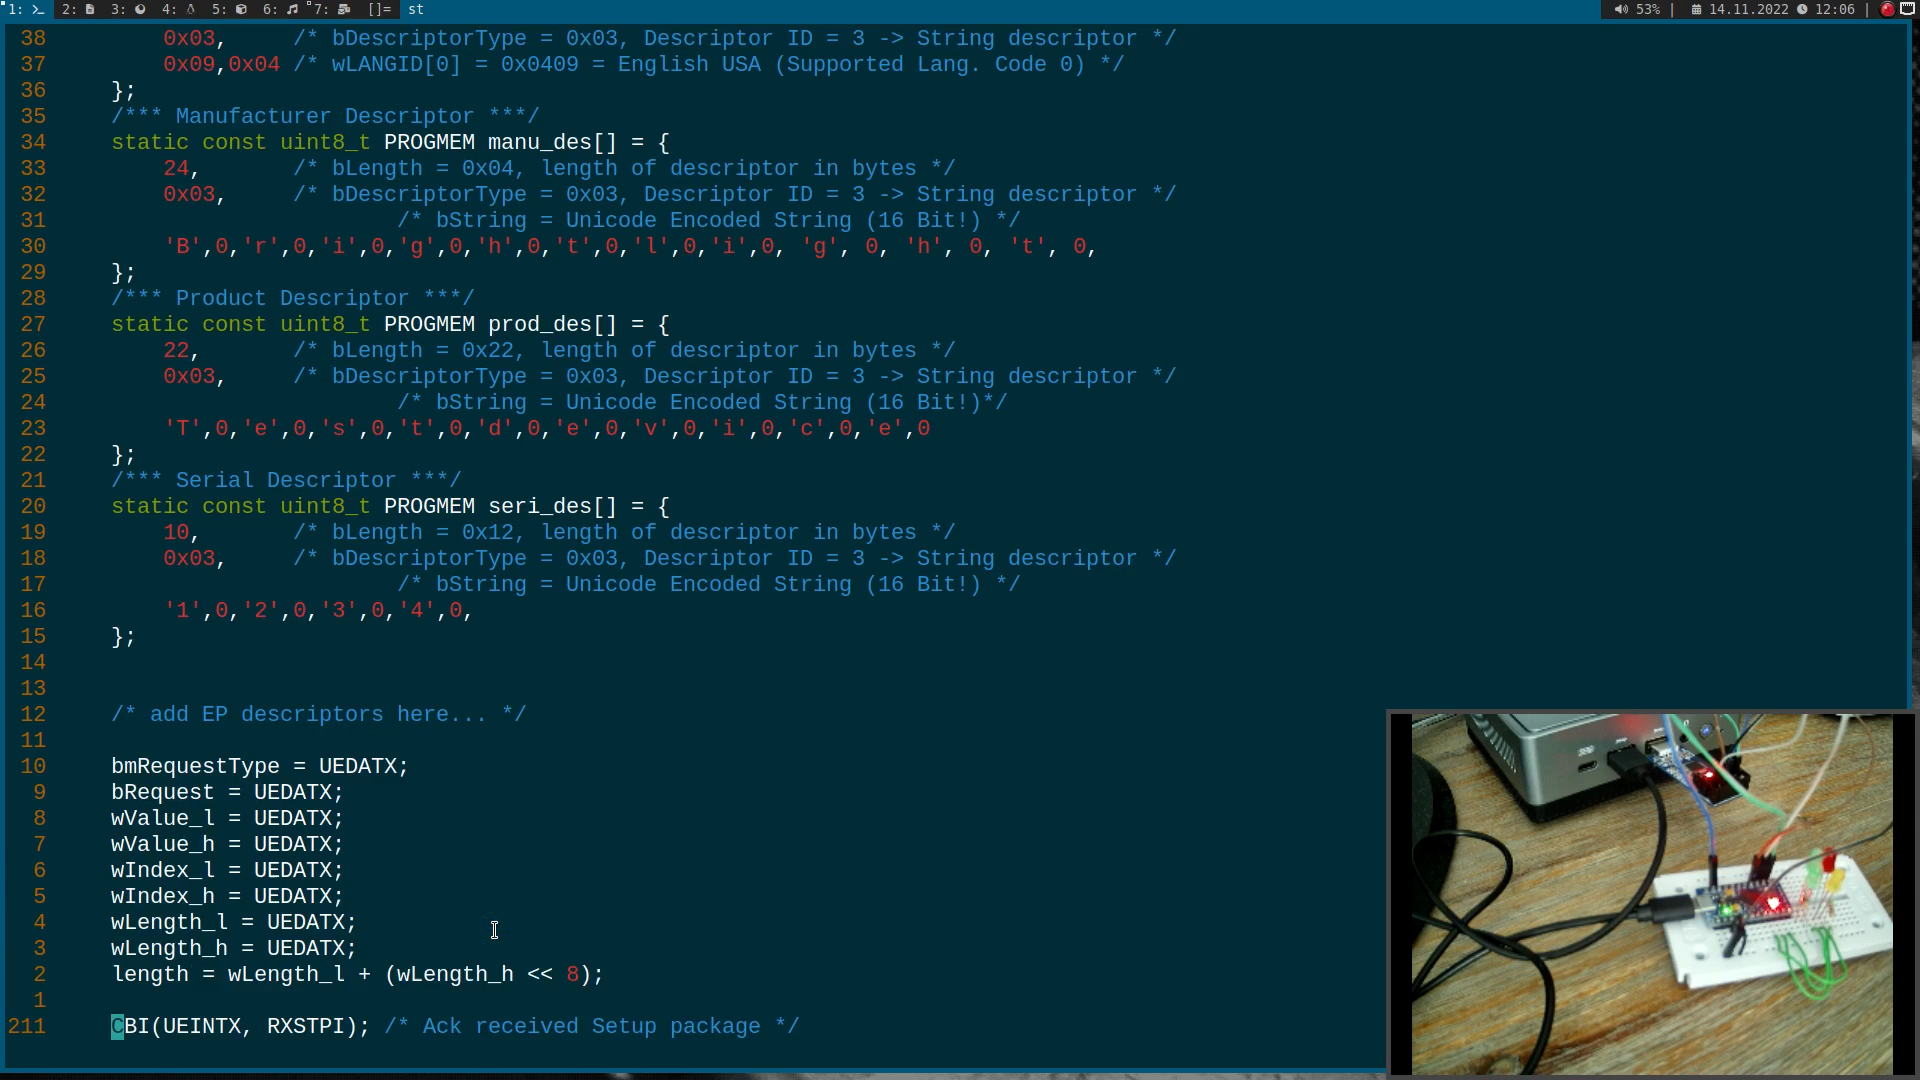 1: 2: 3: 4: 5: 6: 7: []= st 53% | 14.11.2022 12:06 |
38 0x03, /* bDescriptorType = 0x03, Descriptor ID = 3 -> String descriptor */
37 0x09,0x04 /* wLANGID[0] = 0x0409 = English USA (Supported Lang. Code 0) */
36 };
35 /*** Manufacturer Descriptor ***/
34 static const uint8_t PROGMEM manu_des[] = {
33 24, /* bLength = 0x04, length of descriptor in bytes */
32 0x03, /* bDescriptorType = 0x03, Descriptor ID = 3 -> String descriptor */
31 /* bString = Unicode Encoded String (16 Bit!) */
30 'B',0,'r',0,'i',0,'g',0,'h',0,'t',0,'l',0,'i',0, 'g', 0, 'h', 0, 't', 0,
29 };
28 /*** Product Descriptor ***/
27 static const uint8_t PROGMEM prod_des[] = {
26 22, /* bLength = 0x22, length of descriptor in bytes */
25 0x03, /* bDescriptorType = 0x03, Descriptor ID = 3 -> String descriptor */
24 /* bString = Unicode Encoded String (16 Bit!)*/
23 'T',0,'e',0,'s',0,'t',0,'d',0,'e',0,'v',0,'i',0,'c',0,'e',0
22 };
21 /*** Serial Descriptor ***/
20 static const uint8_t PROGMEM seri_des[] = {
19 10, /* bLength = 0x12, length of descriptor in bytes */
18 0x03, /* bDescriptorType = 0x03, Descriptor ID = 3 -> String descriptor */
17 /* bString = Unicode Encoded String (16 Bit!) */
16 '1',0,'2',0,'3',0,'4',0,
15 };
14
13
12 /* add EP descriptors here... */
11
10 bmRequestType = UEDATX;
9 bRequest = UEDATX;
8 wValue_l = UEDATX;
7 wValue_h = UEDATX;
6 wIndex_l = UEDATX;
5 wIndex_h = UEDATX;
4 wLength_l = UEDATX;
3 wLength_h = UEDATX;
2 length = wLength_l + (wLength_h << 8);
1
211 CBI(UEINTX, RXSTPI); /* Ack received Setup package */